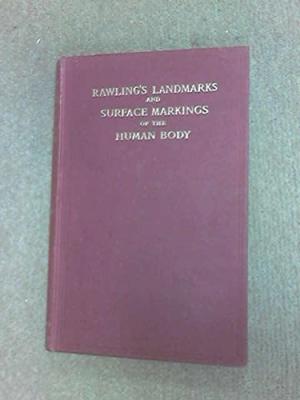 RAWLING'S LANDMARKS
AND
SURFACE MARKINGS
OF THE
HUMAN BODY